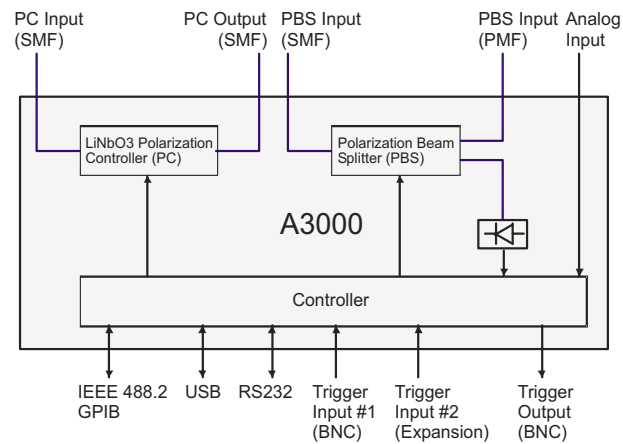 PC Input
(SMF)
PC Output
(SMF)
PBS Input
(SMF)
PBS Input
(PMF)
Analog
Input
LiNbO3 Polarization
Controller (PC)
Polarization Beam
Splitter (PBS)
A3000
Controller
IEEE 488.2
GPIB
USB
RS232
Trigger
Input #1
(BNC)
Trigger
Input #2
(Expansion)
Trigger
Output
(BNC)